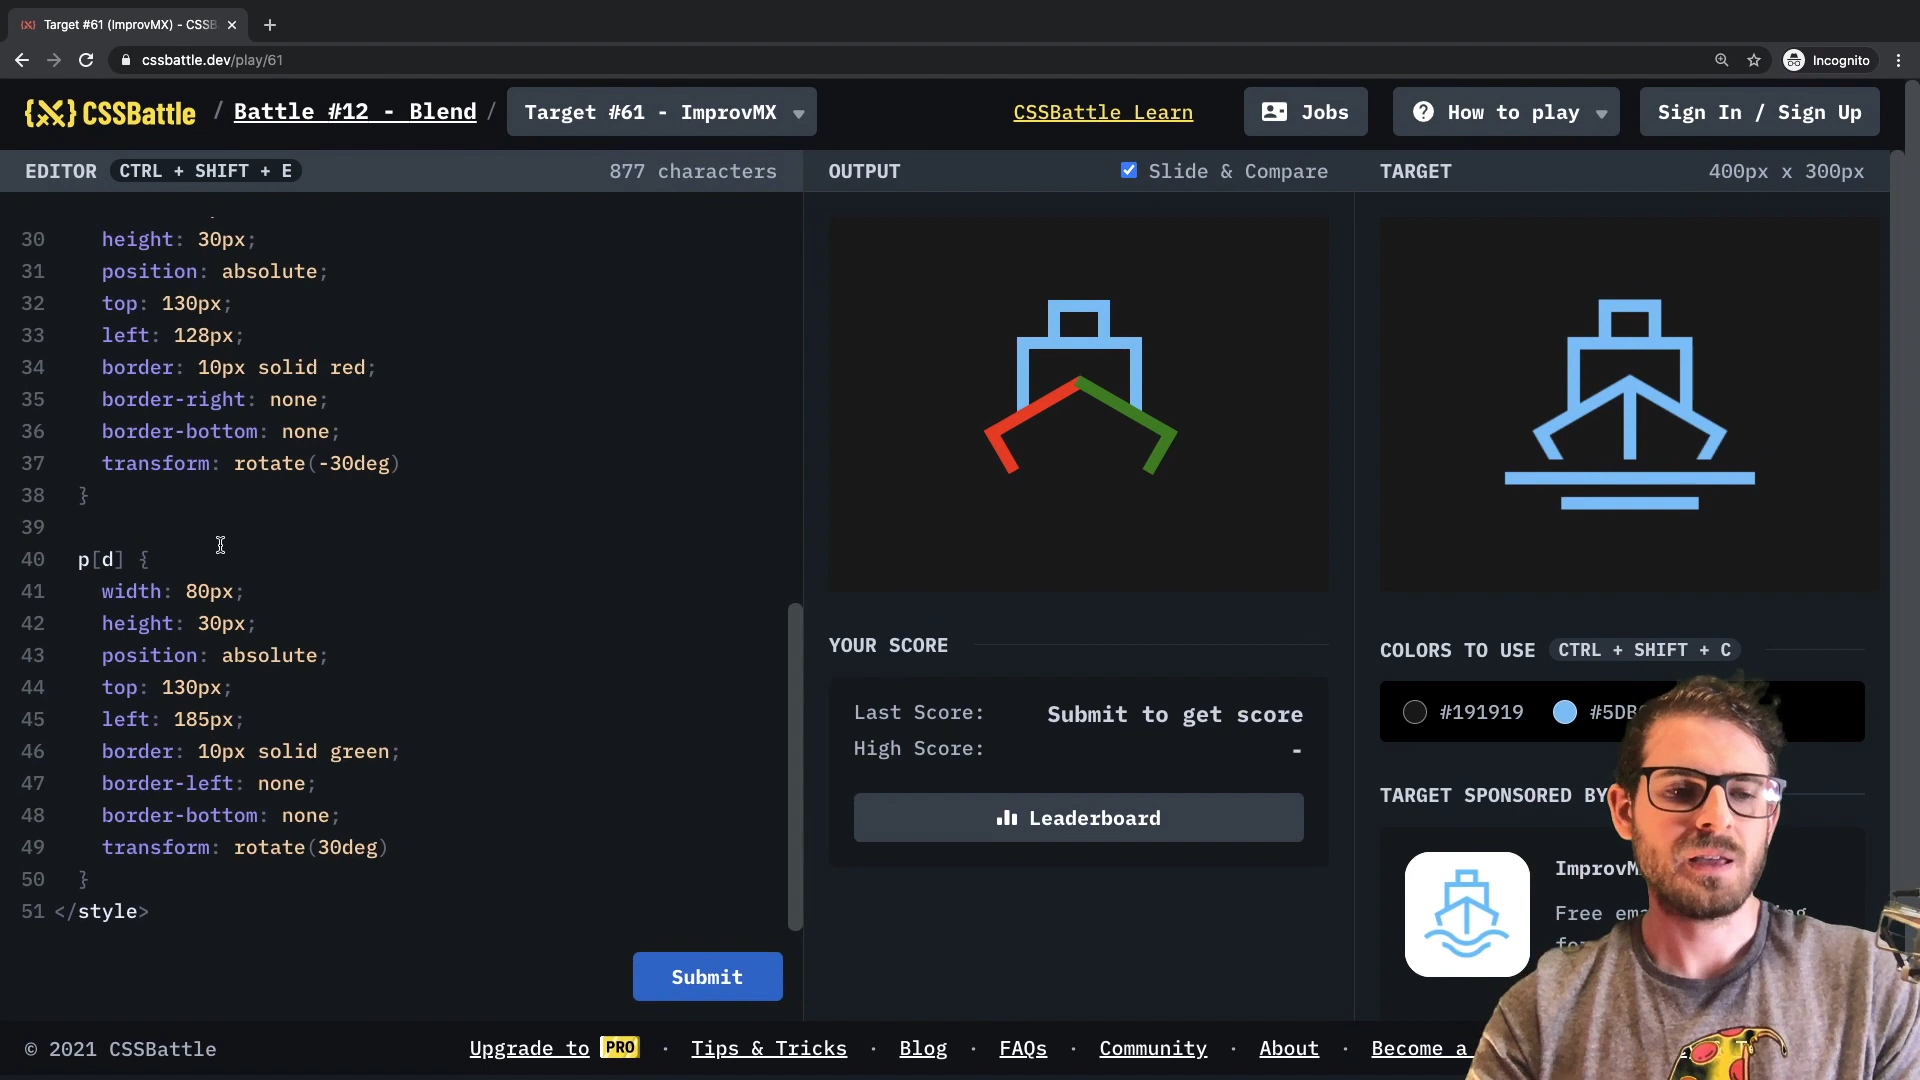 Target #61 (ImprovMX) - CSSB
cssbattle.dev/play/61
Incognito
{X} CSSBattle / Battle #12 - Blend / Target #61 - ImprovMX
CSSBattle Learn
Jobs
How to play
Sign In / Sign Up
EDITOR CTRL + SHIFT + E 877 characters
OUTPUT Slide & Compare
TARGET 400px x 300px
30 height: 30px;
31 position: absolute;
32 top: 130px;
33 left: 128px;
34 border: 10px solid red;
35 border-right: none;
36 border-bottom: none;
37 transform: rotate(-30deg)
38 }
39
40 p[d] {
41 width: 80px;
42 height: 30px;
43 position: absolute;
44 top: 130px;
45 left: 185px;
46 border: 10px solid green;
47 border-left: none;
48 border-bottom: none;
49 transform: rotate(30deg)
50 }
51 </style>
Submit
YOUR SCORE
Last Score: Submit to get score
High Score: -
Leaderboard
COLORS TO USE CTRL + SHIFT + C
#191919 #5DB
TARGET SPONSORED BY
ImprovM
Free ema
© 2021 CSSBattle
Upgrade to PRO · Tips & Tricks · Blog · FAQs · Community · About · Become a